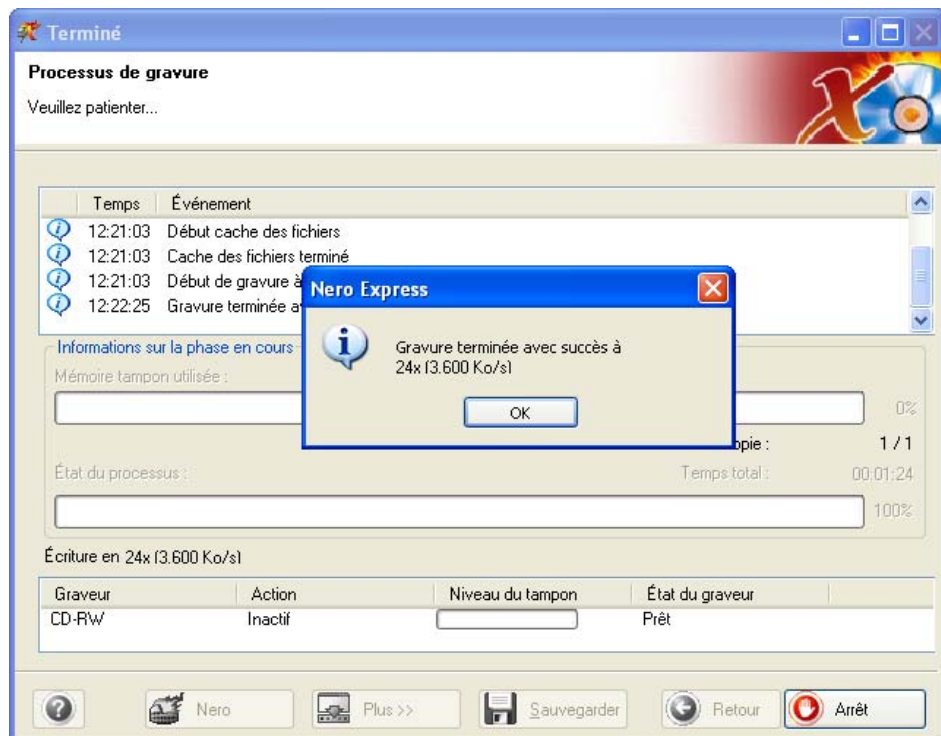 Terminé
Processus de gravure
Veuillez patienter...
Temps Événement
12:21:03 Début cache des fichiers
12:21:03 Cache des fichiers terminé
12:21:03 Début de gravure à
12:22:25 Gravure terminée
Nero Express
Gravure terminée avec succès à
24x (3.600 Ko/s)
OK
Informations sur la phase en cours
Mémoire tampon utilisée :
0%
1 / 1
État du processus :
Temps total : 00:01:24
100%
Écriture en 24x (3.600 Ko/s)
Graveur Action Niveau du tampon État du graveur
CD-RW Inactif Prêt
Nero Plus >> Sauvegarder Retour Arrêt